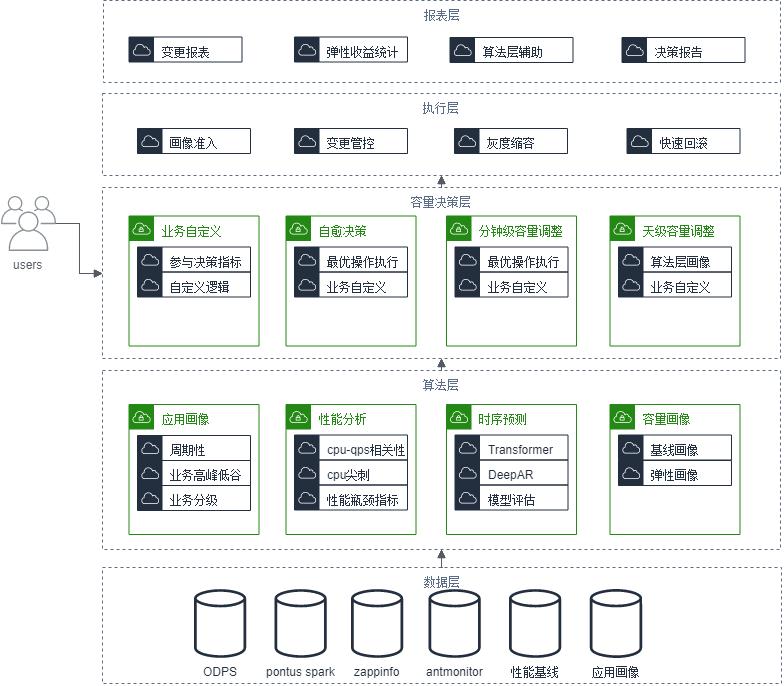 报表层
变更报表
弹性收益统计
算法层辅助
决策报告
执行层
画像准入
变更管控
灰度缩容
快速回滚
users
容量决策层
业务自定义
参与决策指标
自定义逻辑
自愈决策
最优操作执行
业务自定义
分钟级容量调整
最优操作执行
业务自定义
天级容量调整
算法层画像
业务自定义
算法层
应用画像
周期性
业务高峰低谷
业务分级
性能分析
cpu-qps相关性
cpu尖刺
性能瓶颈指标
时序预测
Transformer
DeepAR
模型评估
容量画像
基线画像
弹性画像
数据层
ODPS
pontus spark
zappinfo
antmonitor
性能基线
应用画像